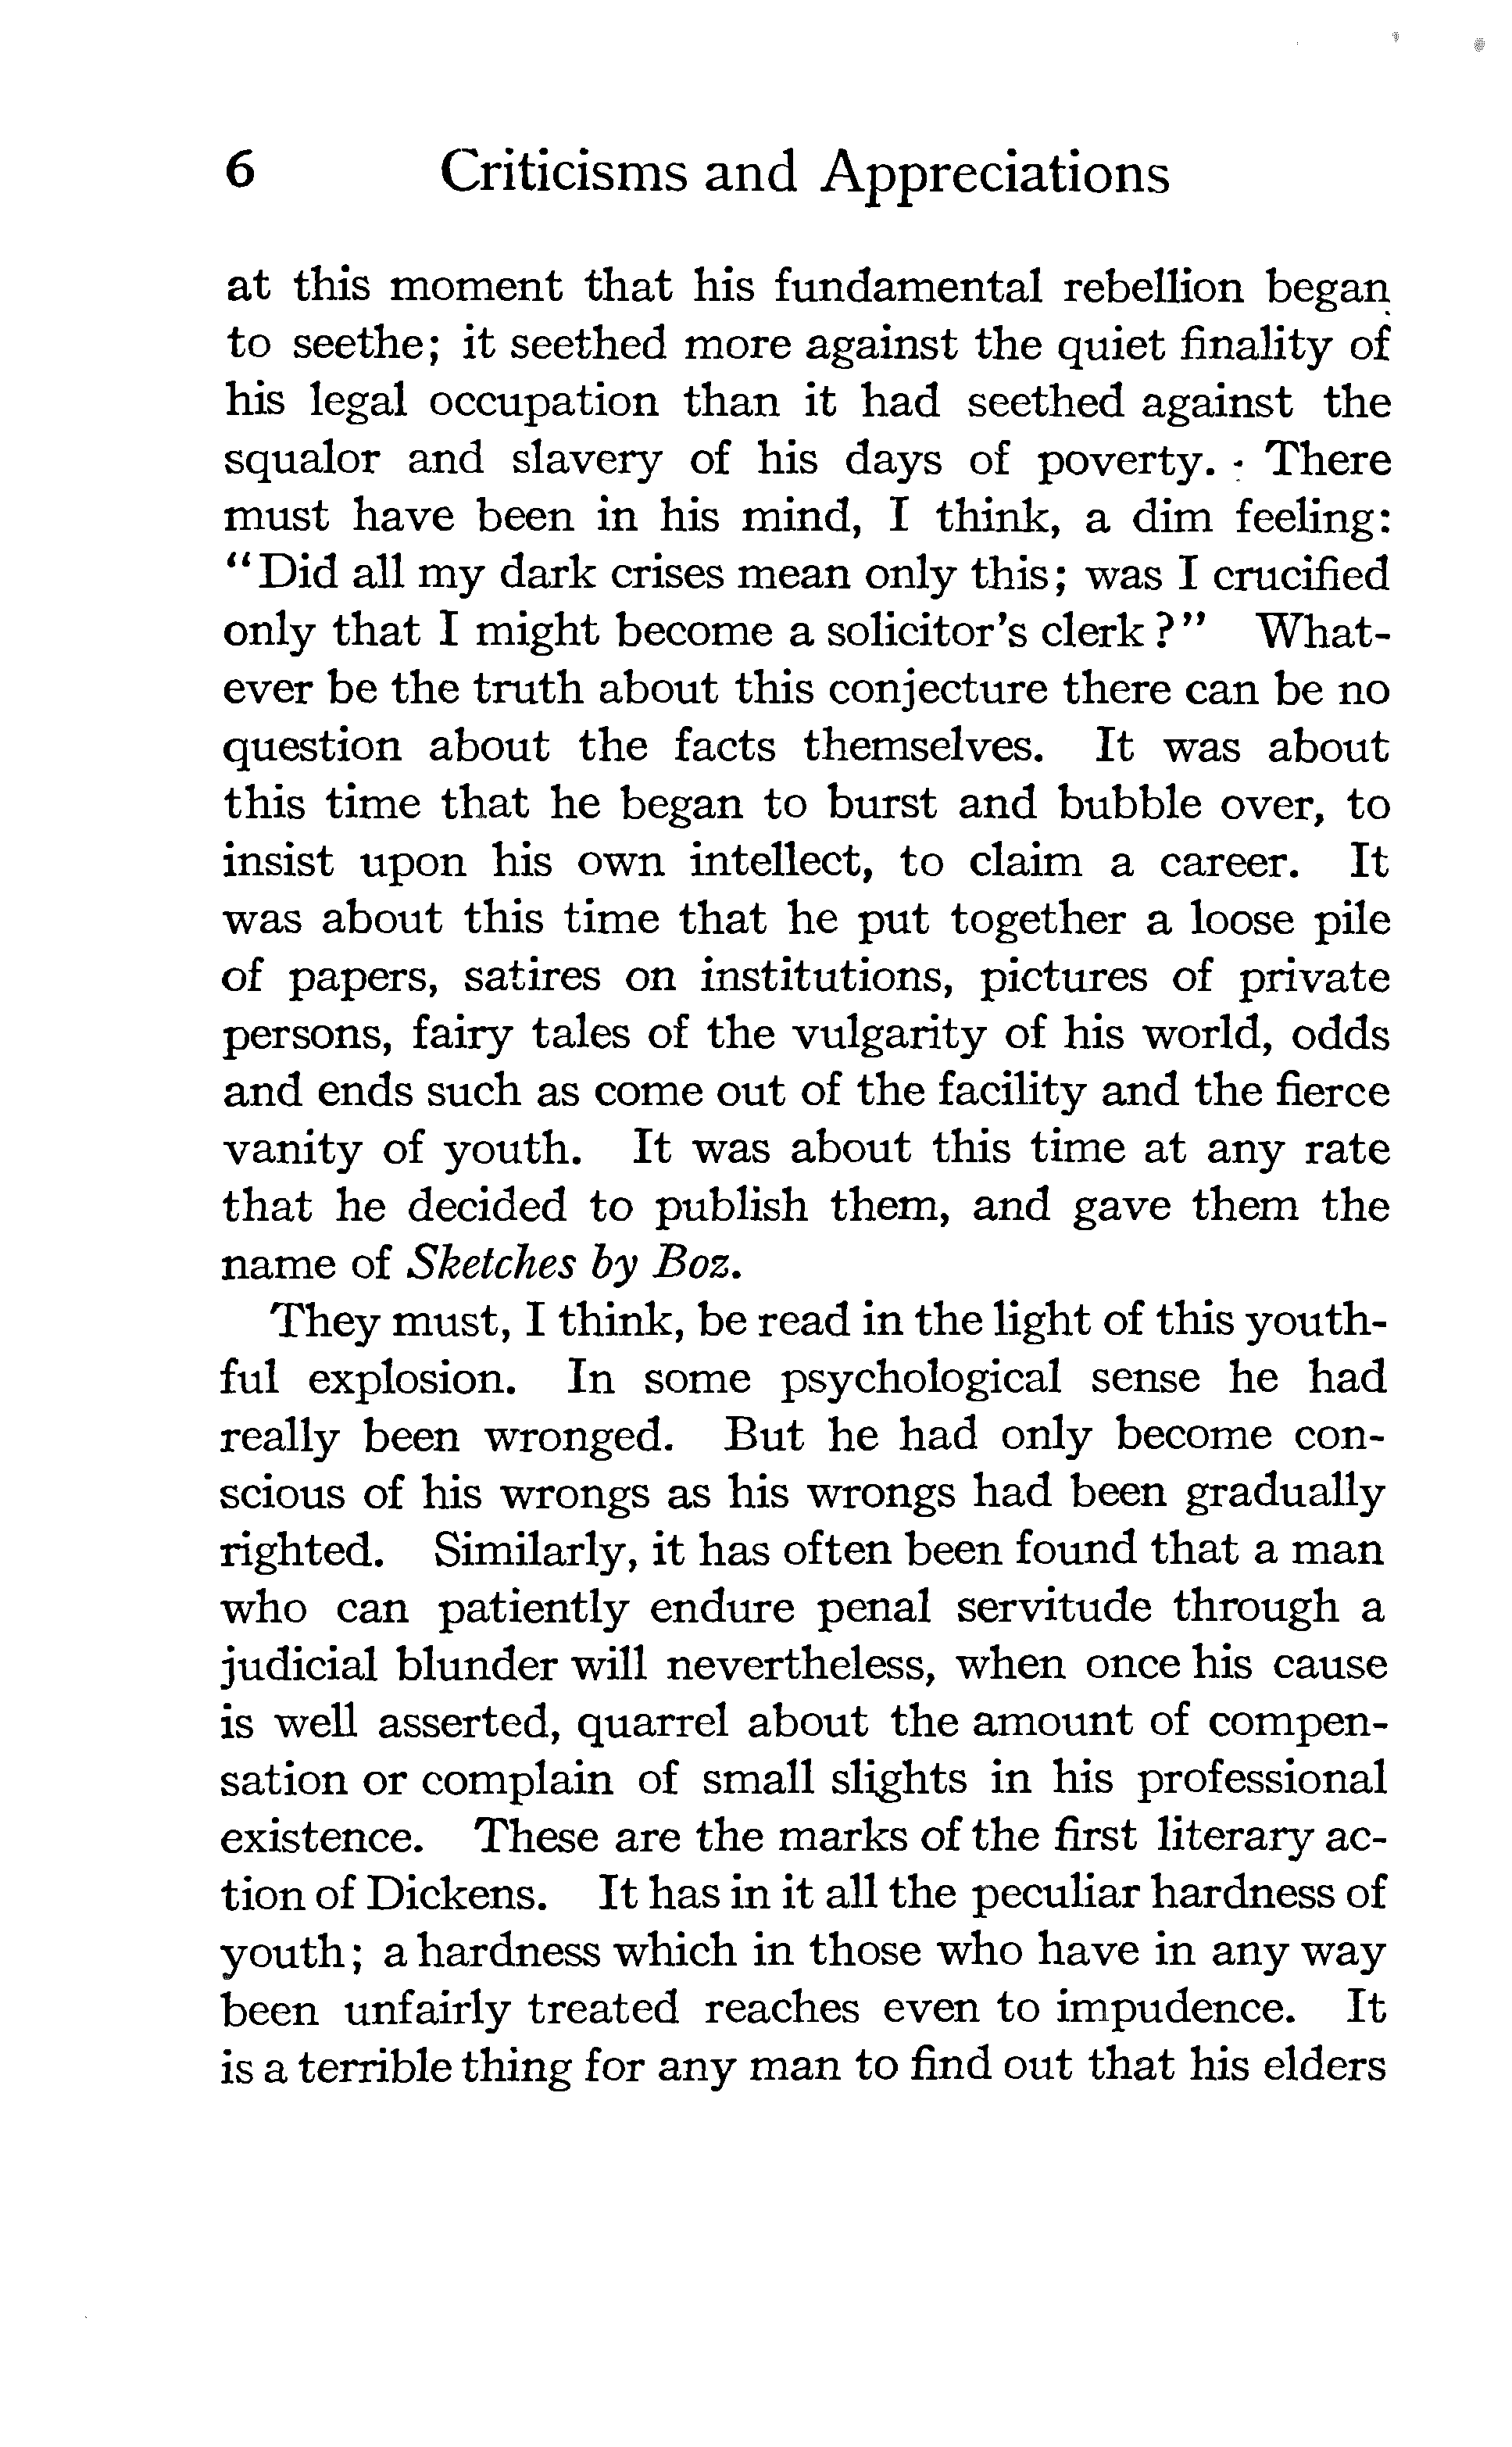 6 Criticisms and Appreciations
at this moment that his fundamental rebellion began
to seethe; it seethed more against the quiet finality of
his legal occupation than it had seethed against the
squalor and slavery of his days of poverty. There
must have been in his mind, I think, a dim feeling:
"Did all my dark crises mean only this; was I crucified
only that I might become a solicitor's clerk?" What-
ever be the truth about this conjecture there can be no
question about the facts themselves. It was about
this time that he began to burst and bubble over, to
insist upon his own intellect, to claim a career. It
was about this time that he put together a loose pile
of papers, satires on institutions, pictures of private
persons, fairy tales of the vulgarity of his world, odds
and ends such as come out of the facility and the fierce
vanity of youth. It was about this time at any rate
that he decided to publish them, and gave them the
name of Sketches by Boz.
They must, I think, be read in the light of this youth-
ful explosion. In some psychological sense he had
really been wronged. But he had only become con-
scious of his wrongs as his wrongs had been gradually
righted. Similarly, it has often been found that a man
who can patiently endure penal servitude through a
judicial blunder will nevertheless, when once his cause
is well asserted, quarrel about the amount of compen-
sation or complain of small slights in his professional
existence. These are the marks of the first literary ac-
tion of Dickens. It has in it all the peculiar hardness of
youth; a hardness which in those who have in any way
been unfairly treated reaches even to impudence. It
is a terrible thing for any man to find out that his elders